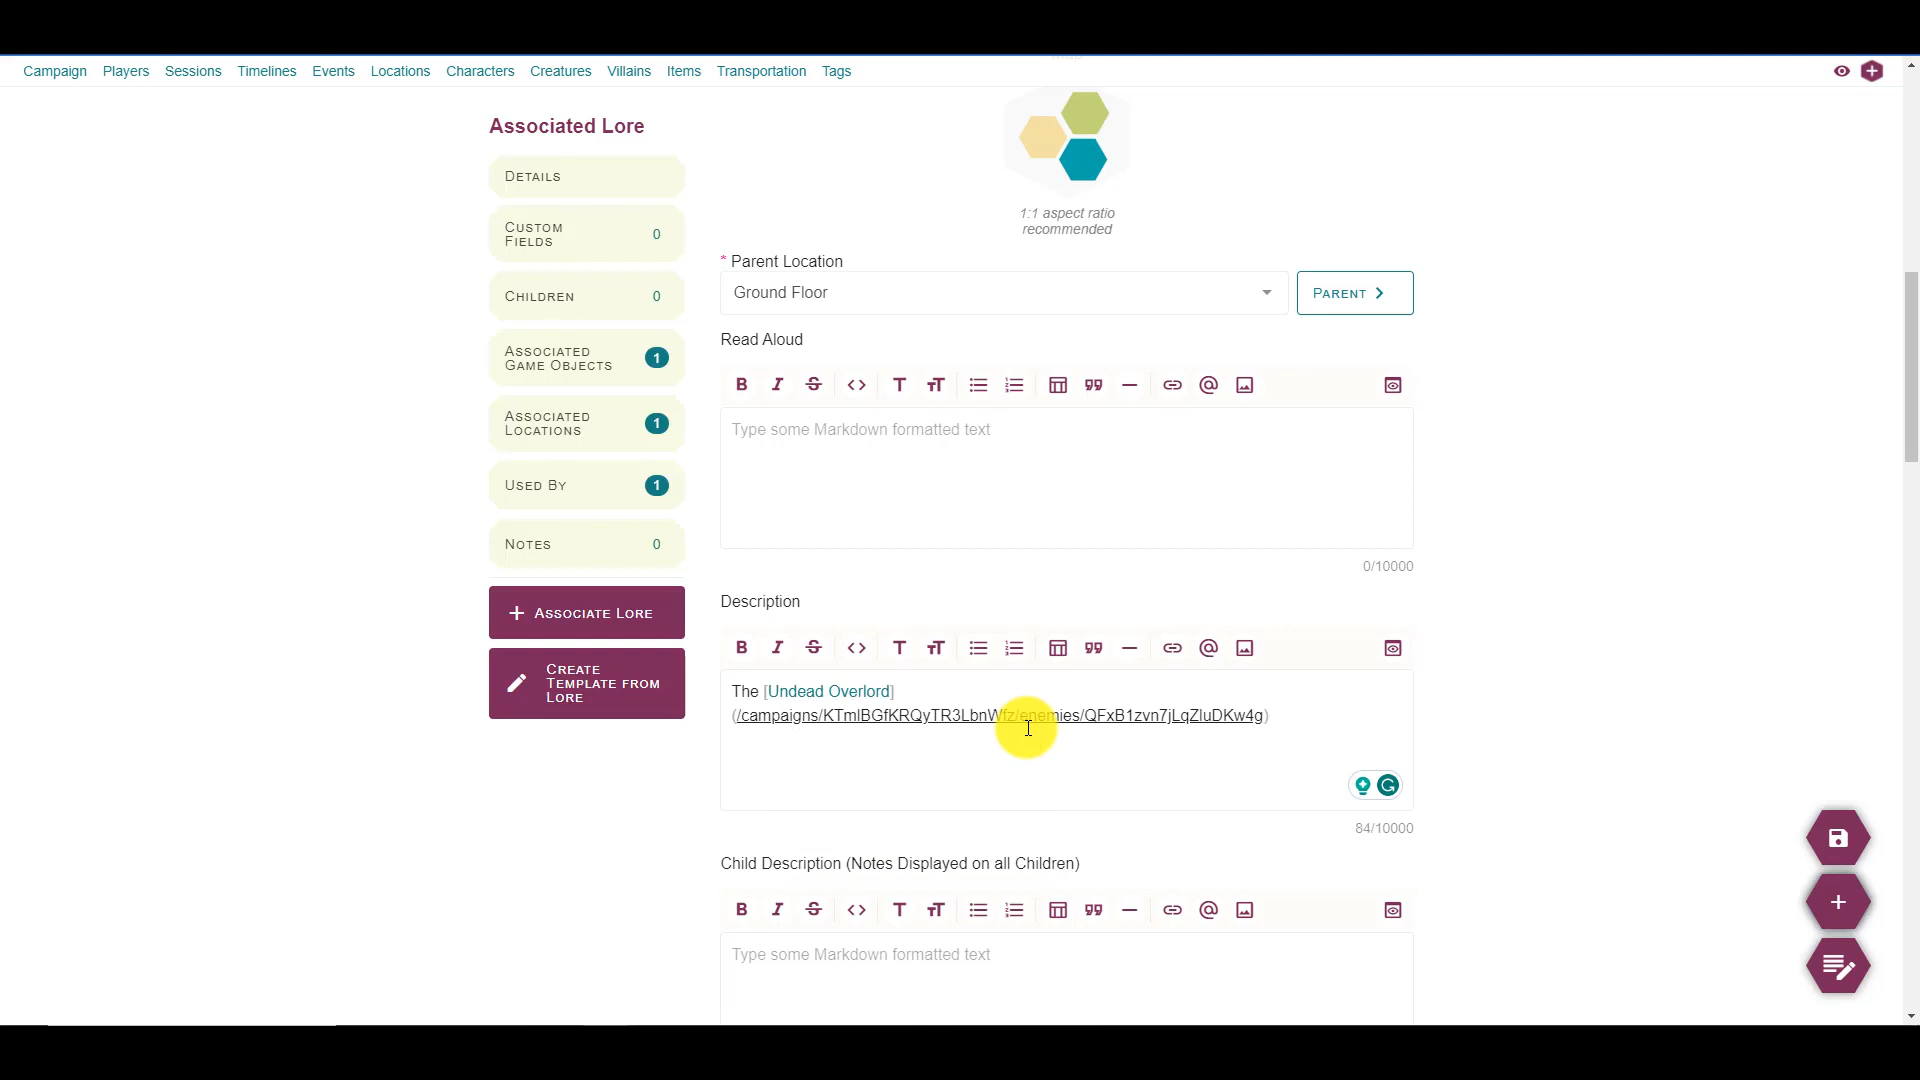 Campaign Players Sessions Timelines Events Locations Characters Creatures Villains Items Transportation Tags
Associated Lore
DETAILS
CUSTOM
FIELDS
0
CHILDREN 0
ASSOCIATED
GAME OBJECTS
1
ASSOCIATED
LOCATIONS
1
USED BY 1
NOTES 0
+ ASSOCIATE LORE
CREATE
TEMPLATE FROM
LORE
1:1 aspect ratio
recommended
* Parent Location
Ground Floor
PARENT
Read Aloud
Type some Markdown formatted text
0/10000
Description
The [Undead Overlord]
(/campaigns/KTmlBGfKRQyTR3LbnWfz/enemies/QFxB1zvn7jLqZluDKw4g)
84/10000
Child Description (Notes Displayed on all Children)
Type some Markdown formatted text